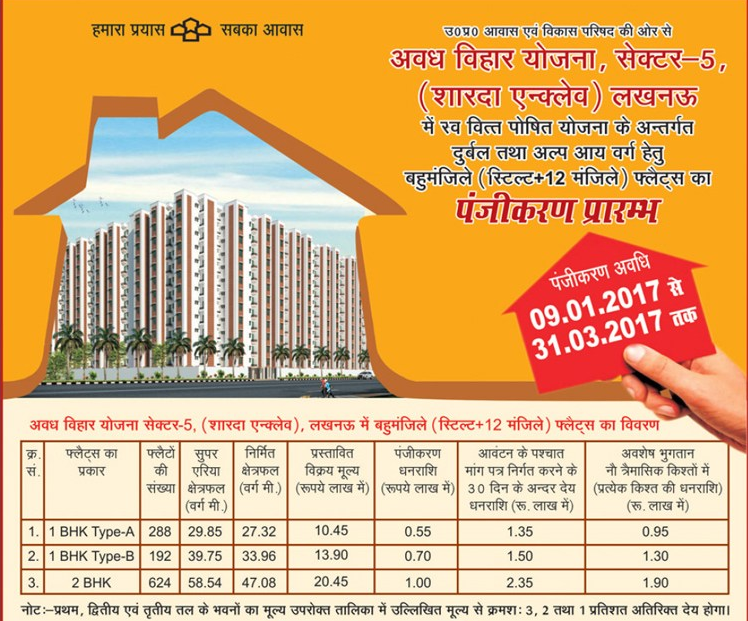 हमारा प्रयास सबका आवास
उ0प्र0 आवास एवं विकास परिषद की ओर से
अवध विहार योजना, सेक्टर–5,
(शारदा एन्क्लेव) लखनऊ
में रव वित्त पोषित योजना के अन्तर्गत
दुर्बल तथा अल्प आय वर्ग हेतु
बहुमंजिले (स्टिल्ट+12 मंजिले) फ्लैट्स का
पंजीकरण प्रारम्भ
पंजीकरण अवधि
09.01.2017 से
31.03.2017 तक
अवध विहार योजना सेक्टर-5, (शारदा एन्क्लेव), लखनऊ में बहुमंजिले (स्टिल्ट+12 मंजिले) फ्लैट्स का विवरण
क्र. सं. फ्लैट्स का प्रकार फ्लैटों की संख्या सुपर एरिया क्षेत्रफल (वर्ग मी.) निर्मित क्षेत्रफल (वर्ग मी.) प्रस्तावित विक्रय मूल्य (रूपये लाख में) पंजीकरण धनराशि (रूपये लाख में) आवंटन के पश्चात मांग पत्र निर्गत करने के 30 दिन के अन्दर देय धनराशि (रू. लाख में) अवशेष भुगतान नौ त्रैमासिक किश्तों में (प्रत्येक किश्त की धनराशि) (रू. लाख में)
1. 1 BHK Type-A 288 29.85 27.32 10.45 0.55 1.35 0.95
2. 1 BHK Type-B 192 39.75 33.96 13.90 0.70 1.50 1.30
3. 2 BHK 624 58.54 47.08 20.45 1.00 2.35 1.90
नोटः–प्रथम, द्वितीय एवं तृतीय तल के भवनों का मूल्य उपरोक्त तालिका में उल्लिखित मूल्य से क्रमशः 3, 2 तथा 1 प्रतिशत अतिरिक्त देय होगा।